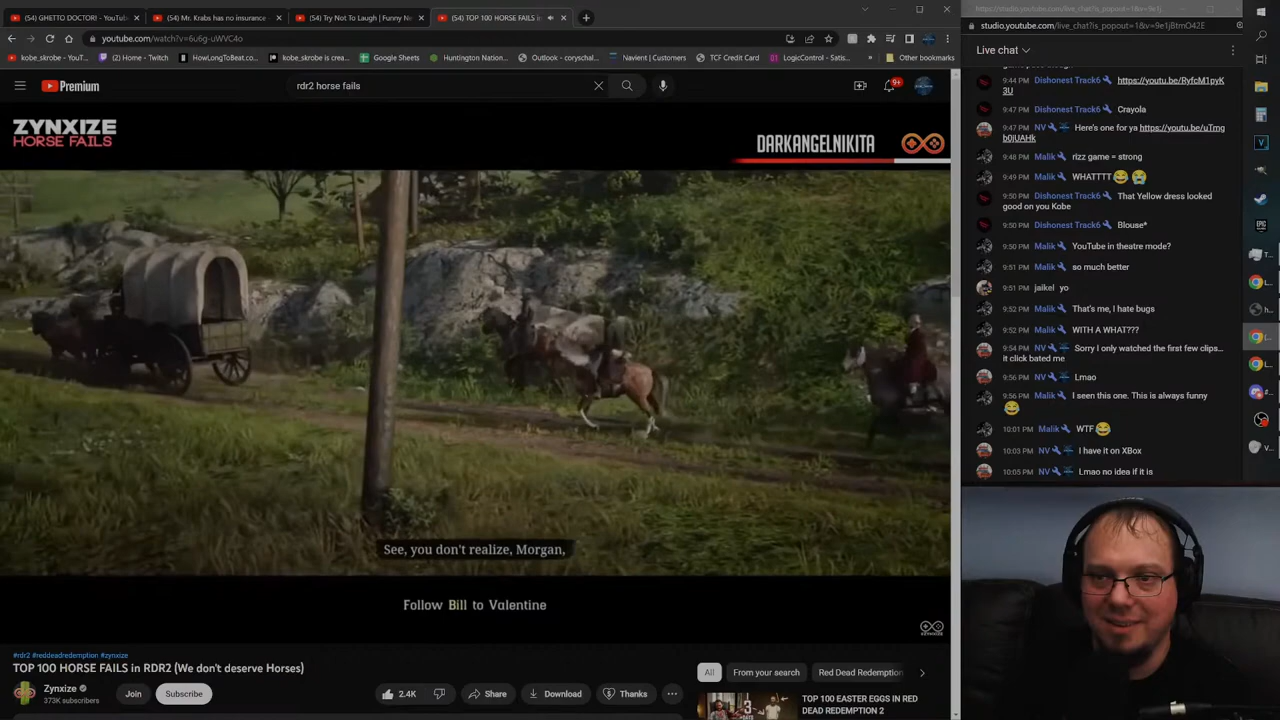 (54) GHETTO DOCTOR! - YouTu
(54) Mr. Krabs has no insurance
(54) Try Not To Laugh | Funny Ne
(54) TOP 100 HORSE FAILS in
youtube.com/watch?v=6u6g-uWVC4o
kobe_skrobe - YouT...
(2) Home - Twitch
HowLongToBeat.co...
kobe_skrobe is crea...
Google Sheets
Huntington Nation...
Outlook - coryschal...
Navient | Customers
TCF Credit Card
LogicControl - Satis...
Other bookmarks
Premium
rdr2 horse fails
9+
ZYNXIZE
HORSE FAILS
DARKANGELNIKITA
See, you don't realize, Morgan,
Follow Bill to Valentine
#rdr2 #reddeadredemption #zynxize
TOP 100 HORSE FAILS in RDR2 (We don't deserve Horses)
Zynxize
373K subscribers
Join
Subscribe
2.4K
Share
Download
Thanks
All
From your search
Red Dead Redemption
TOP 100 EASTER EGGS IN RED
DEAD REDEMPTION 2
studio.youtube.com/live_chat?is_popout=1&v=9e1jBtmO42E
Live chat
9:44 PM Dishonest Track6 https://youtu.be/RyfcM1pyK
3U
9:47 PM Dishonest Track6 Crayola
9:47 PM NV Here's one for ya https://youtu.be/uTmg
b0jUAHk
9:48 PM Malik rizz game = strong
9:49 PM Malik WHATTTT
9:50 PM Dishonest Track6 That Yellow dress looked
good on you Kobe
9:50 PM Dishonest Track6 Blouse*
9:50 PM Malik YouTube in theatre mode?
9:51 PM Malik so much better
9:51 PM jaikel yo
9:52 PM Malik That's me, I hate bugs
9:52 PM Malik WITH A WHAT???
9:54 PM NV Sorry I only watched the first few clips...
it click bated me
9:56 PM NV Lmao
9:56 PM Malik I seen this one. This is always funny
10:01 PM Malik WTF
10:03 PM NV I have it on XBox
10:05 PM NV Lmao no idea if it is